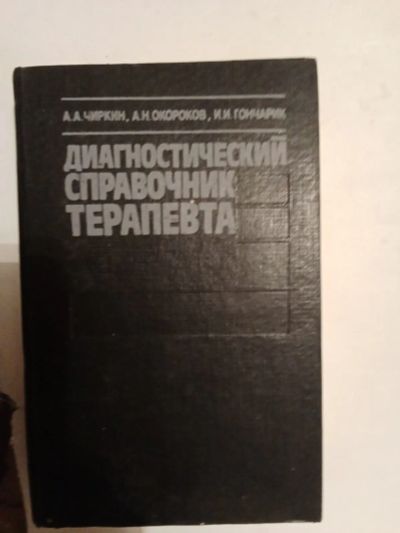 А.А.ЧИРКИН, А.Н.ОКОРОКОВ, И.И.ГОНЧАРИК
ДИАГНОСТИЧЕСКИЙ
СПРАВОЧНИК
ТЕРАПЕВТА